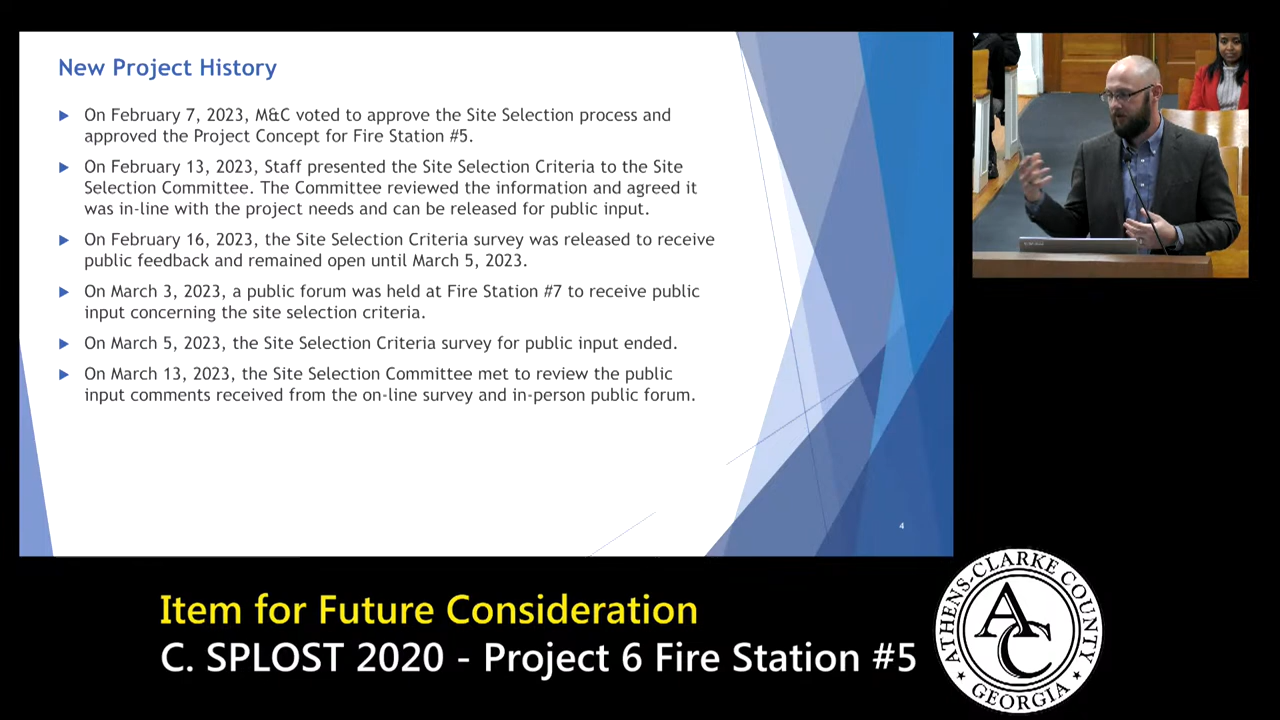 New Project History
On February 7, 2023, M&C voted to approve the Site Selection process and
approved the Project Concept for Fire Station #5.
On February 13, 2023, Staff presented the Site Selection Criteria to the Site
Selection Committee. The Committee reviewed the information and agreed it
was in-line with the project needs and can be released for public input.
On February 16, 2023, the Site Selection Criteria survey was released to receive
public feedback and remained open until March 5, 2023.
On March 3, 2023, a public forum was held at Fire Station #7 to receive public
input concerning the site selection criteria.
On March 5, 2023, the Site Selection Criteria survey for public input ended.
On March 13, 2023, the Site Selection Committee met to review the public
input comments received from the on-line survey and in-person public forum.
4
Item for Future Consideration
C. SPLOST 2020 - Project 6 Fire Station #5
ATHENS-CLARKE COUNTY
ACC
GEORGIA